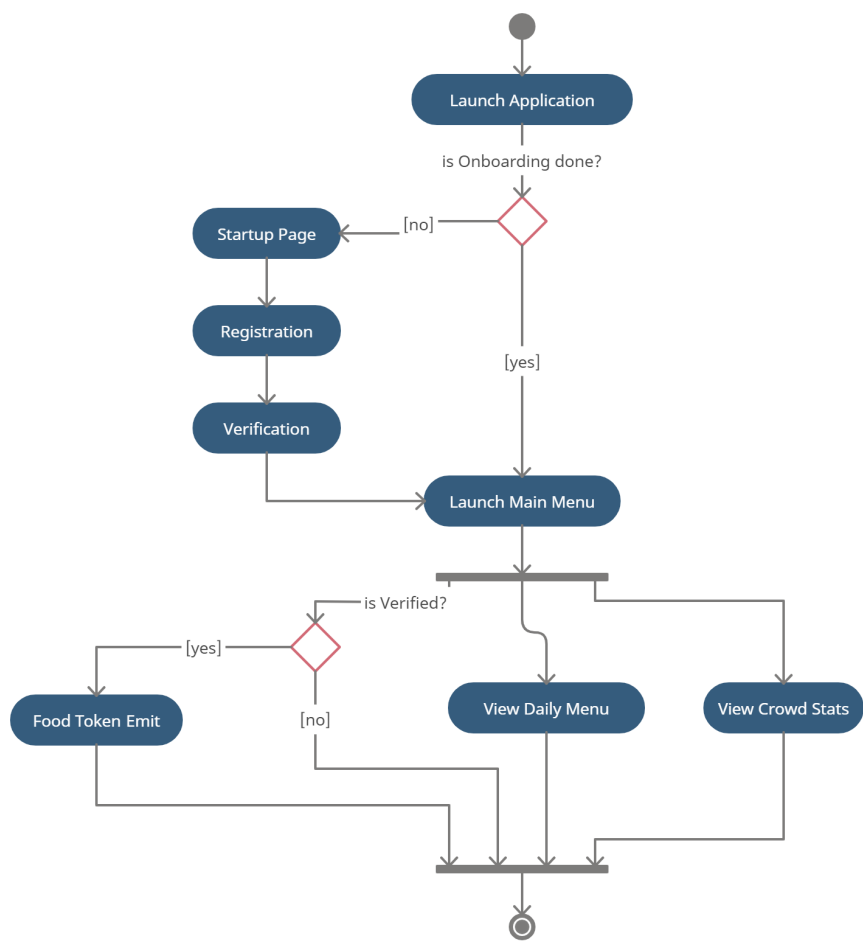 Launch Application
is Onboarding done?
[no]
Startup Page
Registration
[yes]
Verification
Launch Main Menu
is Verified?
[yes]
Food Token Emit
[no]
View Daily Menu
View Crowd Stats